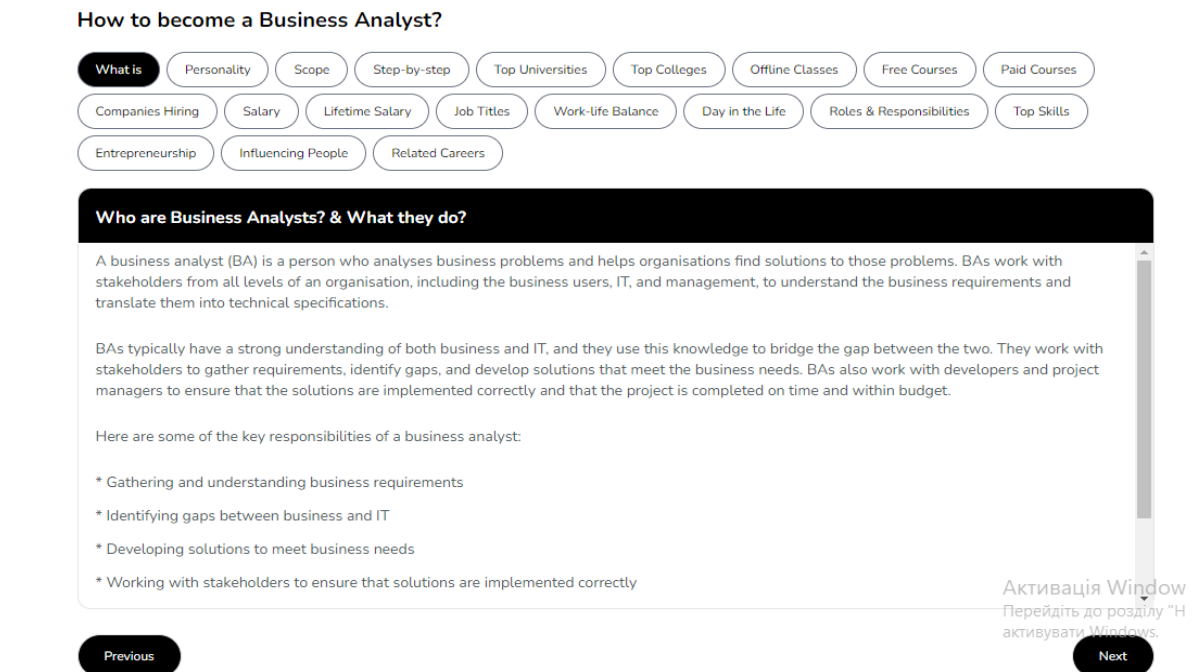 How to become a Business Analyst?
What is Personality Scope Step-by-step Top Universities Top Colleges Offline Classes Free Courses Paid Courses
Companies Hiring Salary Lifetime Salary Job Titles Work-life Balance Day in the Life Roles & Responsibilities Top Skills
Entrepreneurship Influencing People Related Careers
Who are Business Analysts? & What they do?
A business analyst (BA) is a person who analyses business problems and helps organisations find solutions to those problems. BAs work with
stakeholders from all levels of an organisation, including the business users, IT, and management, to understand the business requirements and
translate them into technical specifications.
BAs typically have a strong understanding of both business and IT, and they use this knowledge to bridge the gap between the two. They work with
stakeholders to gather requirements, identify gaps, and develop solutions that meet the business needs. BAs also work with developers and project
managers to ensure that the solutions are implemented correctly and that the project is completed on time and within budget.
Here are some of the key responsibilities of a business analyst:
* Gathering and understanding business requirements
* Identifying gaps between business and IT
* Developing solutions to meet business needs
* Working with stakeholders to ensure that solutions are implemented correctly
Активація Window
Перейдіть до розділу "Н
активувати Windows.
Previous Next